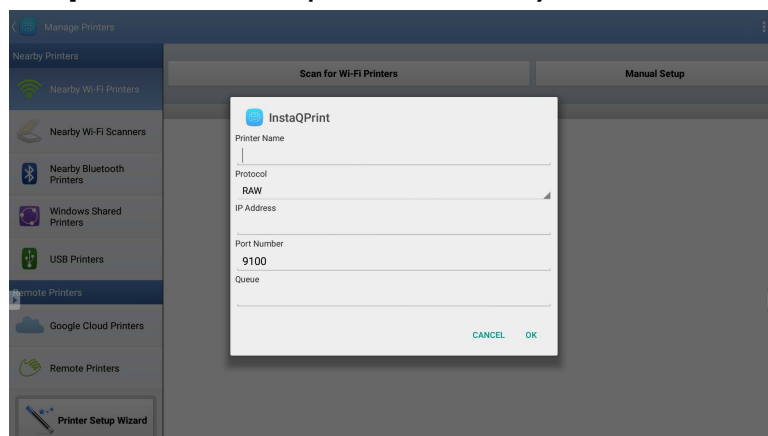 Manage Printers
Nearby Printers
Nearby Wi-Fi Printers
Nearby Wi-Fi Scanners
Nearby Bluetooth
Printers
Windows Shared
Printers
USB Printers
Remote Printers
Google Cloud Printers
Remote Printers
Printer Setup Wizard
Scan for Wi-Fi Printers
Manual Setup
InstaQPrint
Printer Name
Protocol
RAW
IP Address
Port Number
9100
Queue
CANCEL OK